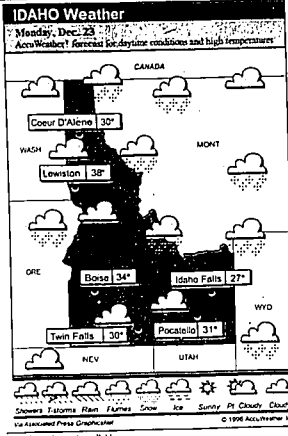 IDAHO Weather
Monday, Dec. 23
AccuWeather® forecast for daytime conditions and high temperatures
CANADA
Coeur D'Alene 30°
WASH
MONT
Lewiston 38°
ORE
Boise 34°
Idaho Falls 27°
WYO
Twin Falls 30°
Pocatello 31°
NEV
UTAH
Showers T-storms Rain Flurries Snow Ice Sunny Pt Cloudy Cloudy
Via Associated Press GraphicsNet
© 1996 AccuWeather